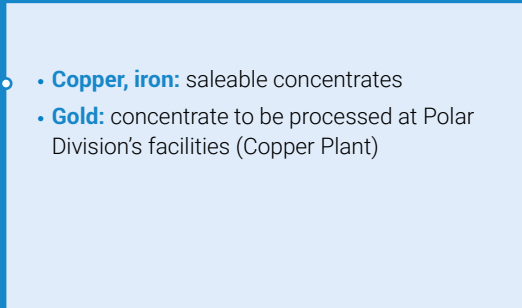 • Copper, iron: saleable concentrates
• Gold: concentrate to be processed at Polar
Division’s facilities (Copper Plant)